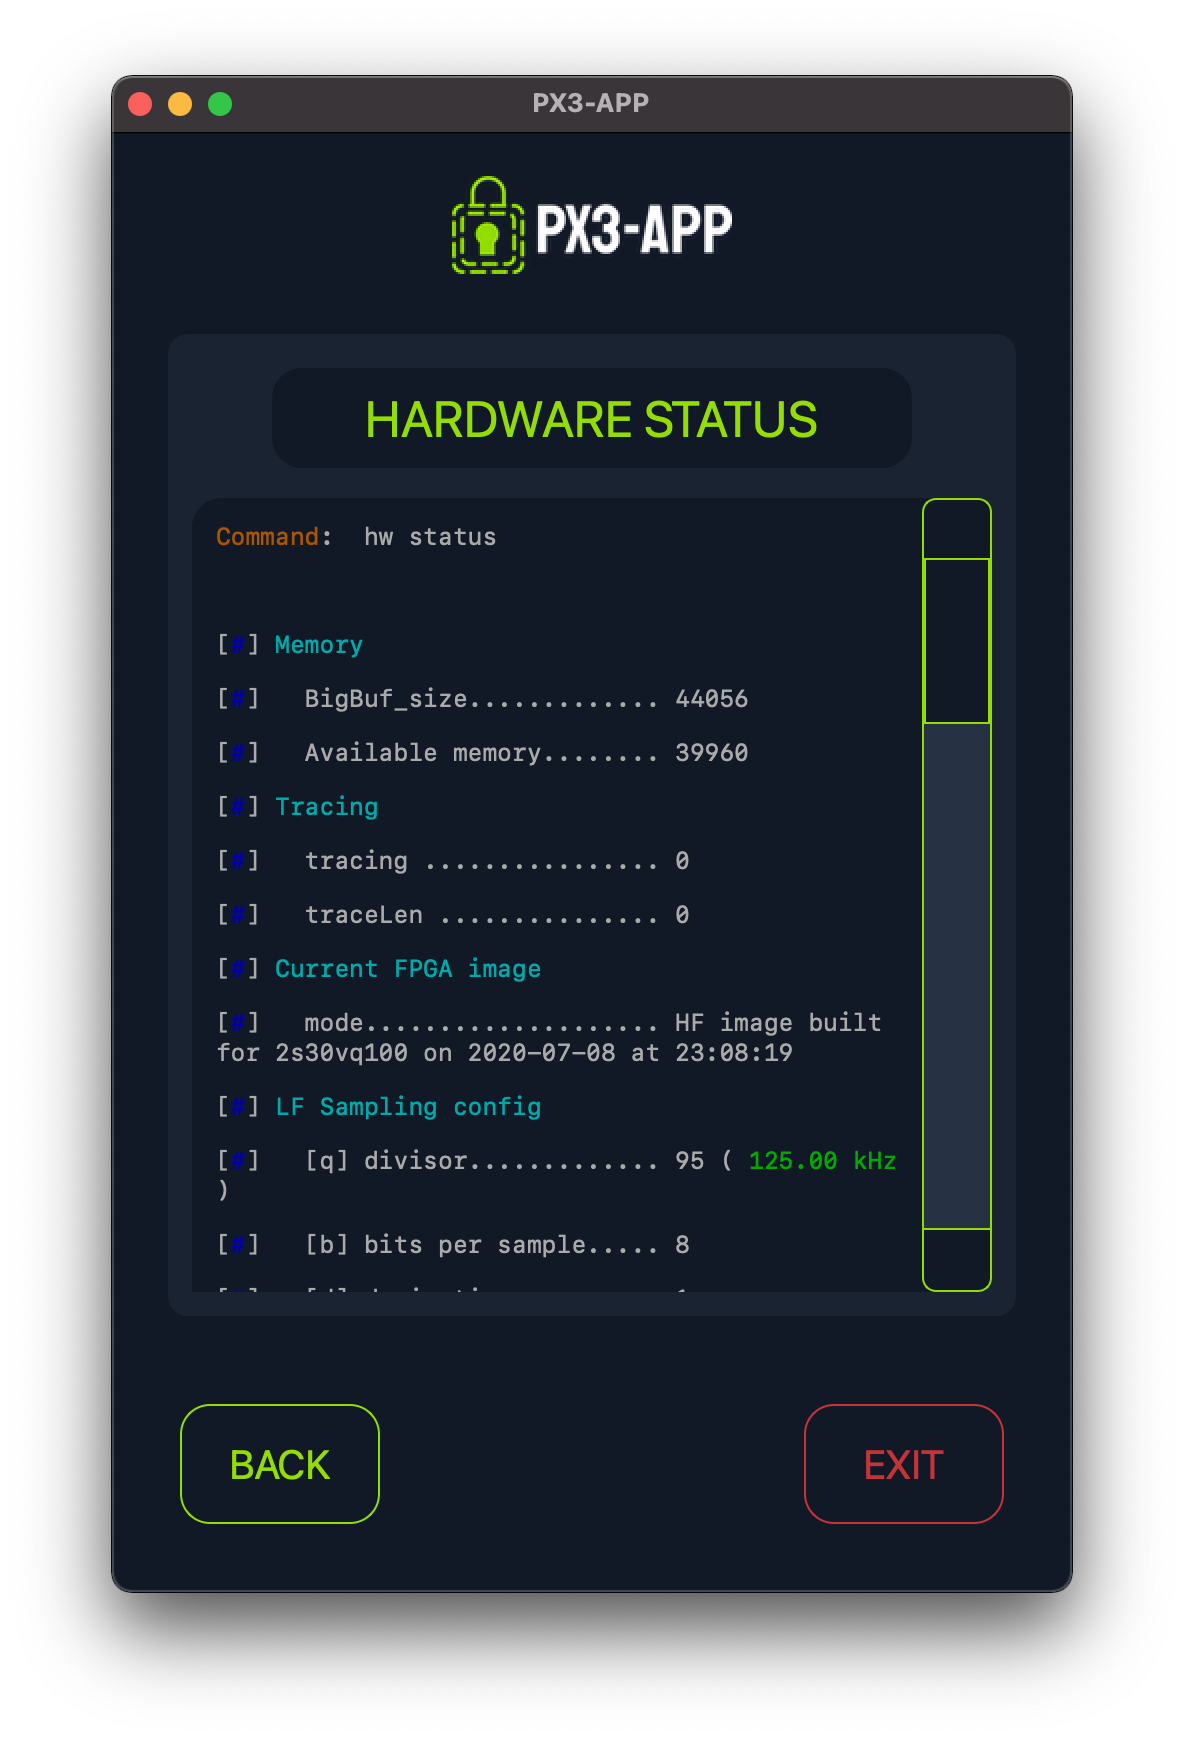 PX3-APP
PX3-APP
HARDWARE STATUS
Command:  hw status
[#] Memory
[#]   BigBuf_size............. 44056
[#]   Available memory........ 39960
[#] Tracing
[#]   tracing ................ 0
[#]   traceLen ............... 0
[#] Current FPGA image
[#]   mode.................... HF image built
for 2s30vq100 on 2020-07-08 at 23:08:19
[#] LF Sampling config
[#]   [q] divisor............. 95 ( 125.00 kHz
)
[#]   [b] bits per sample..... 8
BACK
EXIT